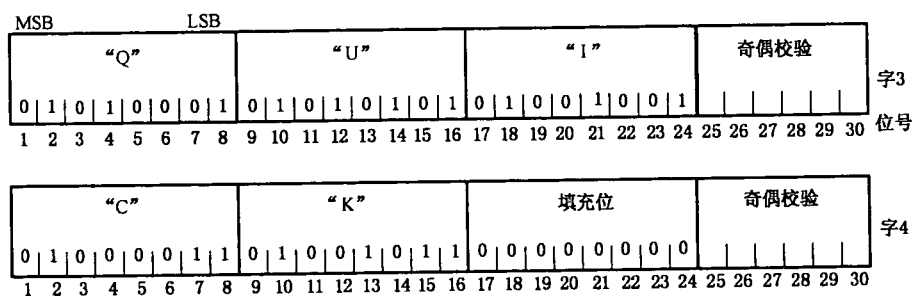 MSB LSB
“Q” “U” “I” 奇偶校验
字3
0 1 0 1 0 0 0 1 0 1 0 1 0 1 0 1 0 1 0 0 1 0 0 1
1 2 3 4 5 6 7 8 9 10 11 12 13 14 15 16 17 18 19 20 21 22 23 24 25 26 27 28 29 30 位号
“C” “K” 填充位 奇偶校验
字4
0 1 0 0 0 0 1 1 0 1 0 0 1 0 1 1 0 0 0 0 0 0 0 0
1 2 3 4 5 6 7 8 9 10 11 12 13 14 15 16 17 18 19 20 21 22 23 24 25 26 27 28 29 30